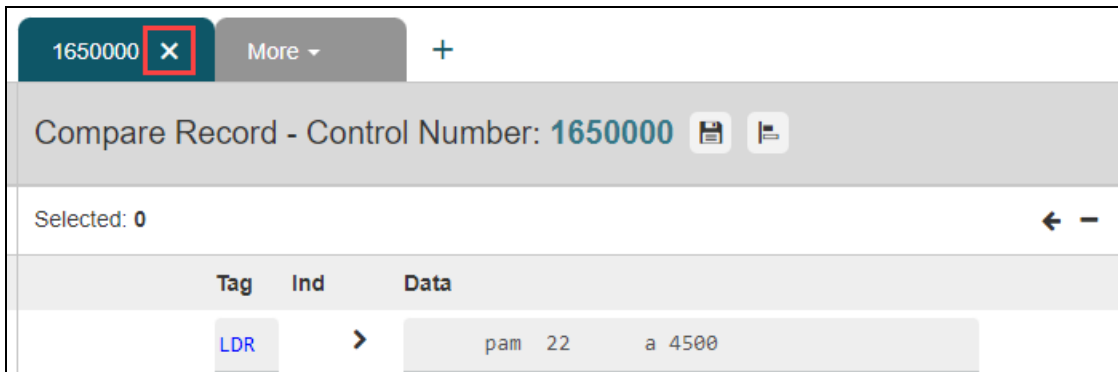 1650000 × More +
Compare Record - Control Number: 1650000
Selected: 0
Tag Ind Data
LDR pam 22 a 4500